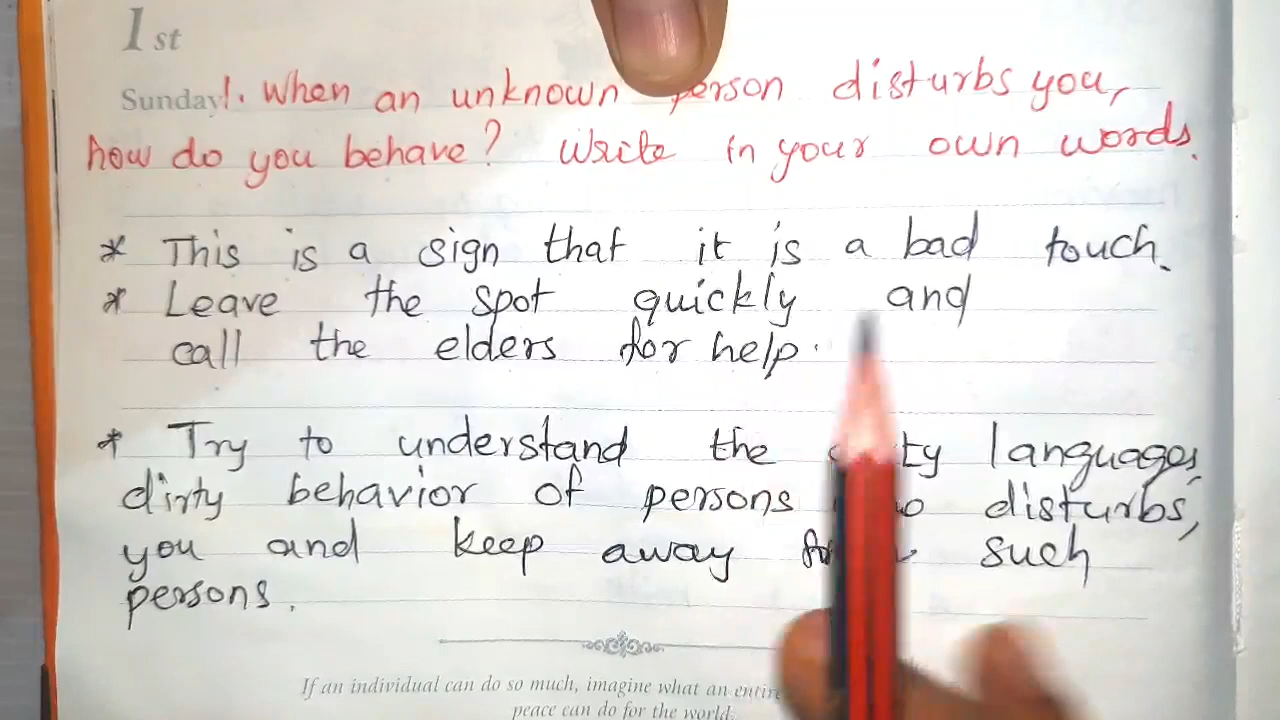 1st
Sunday 1. When an unknown person disturbs you,
how do you behave? Write in your own words.
* This is a sign that it is a bad touch.
* Leave the spot quickly and
call the elders for help.
* Try to understand the languages,
dirty behavior of persons disturbs,
you and keep away such
persons.
If an individual can do so much, imagine what an entire
peace can do for the world.